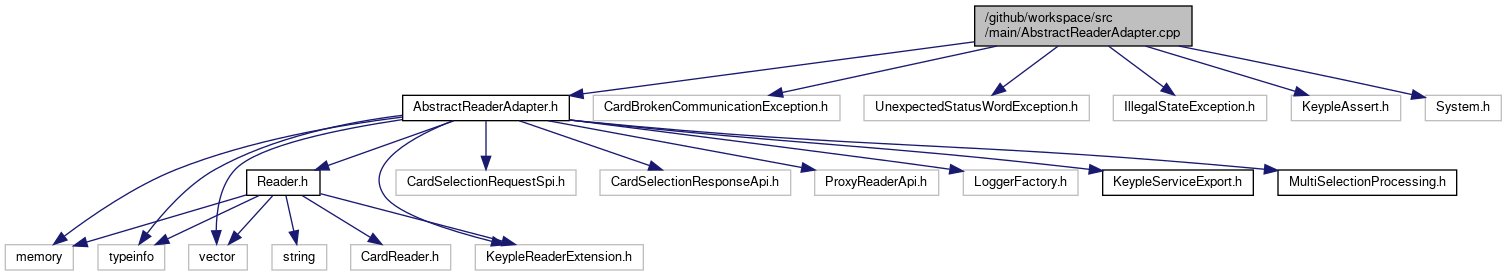 /github/workspace/src
/main/AbstractReaderAdapter.cpp
AbstractReaderAdapter.h
CardBrokenCommunicationException.h
UnexpectedStatusWordException.h
IllegalStateException.h
KeypleAssert.h
System.h
Reader.h
CardSelectionRequestSpi.h
CardSelectionResponseApi.h
ProxyReaderApi.h
LoggerFactory.h
KeypleServiceExport.h
MultiSelectionProcessing.h
memory
typeinfo
vector
string
CardReader.h
KeypleReaderExtension.h